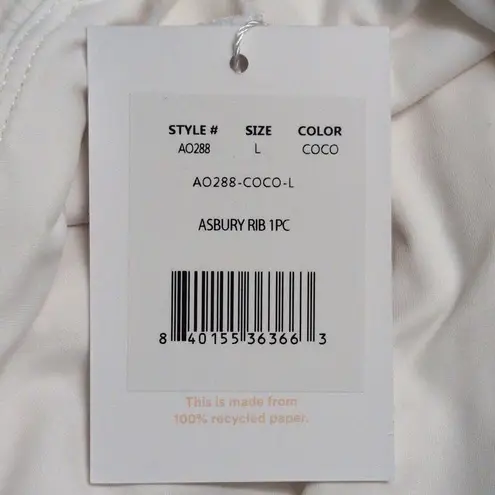 STYLE # SIZE COLOR
AO288 L COCO
AO288-COCO-L
ASBURY RIB 1PC
8 40155 36366 3
This is made from
100% recycled paper.